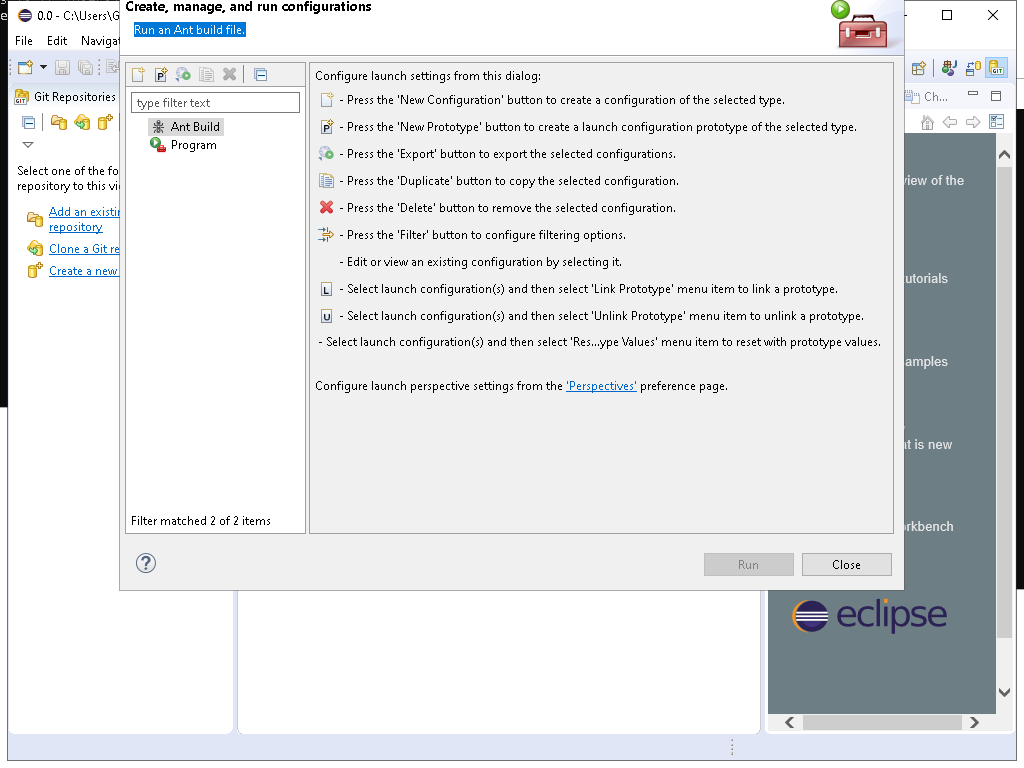 0.0 - C:\Users\G
File Edit Navigat
Git Repositories
Select one of the fo
repository to this vi
Add an existin
repository
Clone a Git re
Create a new
Create, manage, and run configurations
Run an Ant build file.
type filter text
Ant Build
Program
Filter matched 2 of 2 items
Configure launch settings from this dialog:
- Press the 'New Configuration' button to create a configuration of the selected type.
- Press the 'New Prototype' button to create a launch configuration prototype of the selected type.
- Press the 'Export' button to export the selected configurations.
- Press the 'Duplicate' button to copy the selected configuration.
- Press the 'Delete' button to remove the selected configuration.
- Press the 'Filter' button to configure filtering options.
- Edit or view an existing configuration by selecting it.
L - Select launch configuration(s) and then select 'Link Prototype' menu item to link a prototype.
U - Select launch configuration(s) and then select 'Unlink Prototype' menu item to unlink a prototype.
- Select launch configuration(s) and then select 'Res...ype Values' menu item to reset with prototype values.
Configure launch perspective settings from the 'Perspectives' preference page.
Run
Close
Ch...
view of the
utorials
amples
at is new
orkbench
eclipse